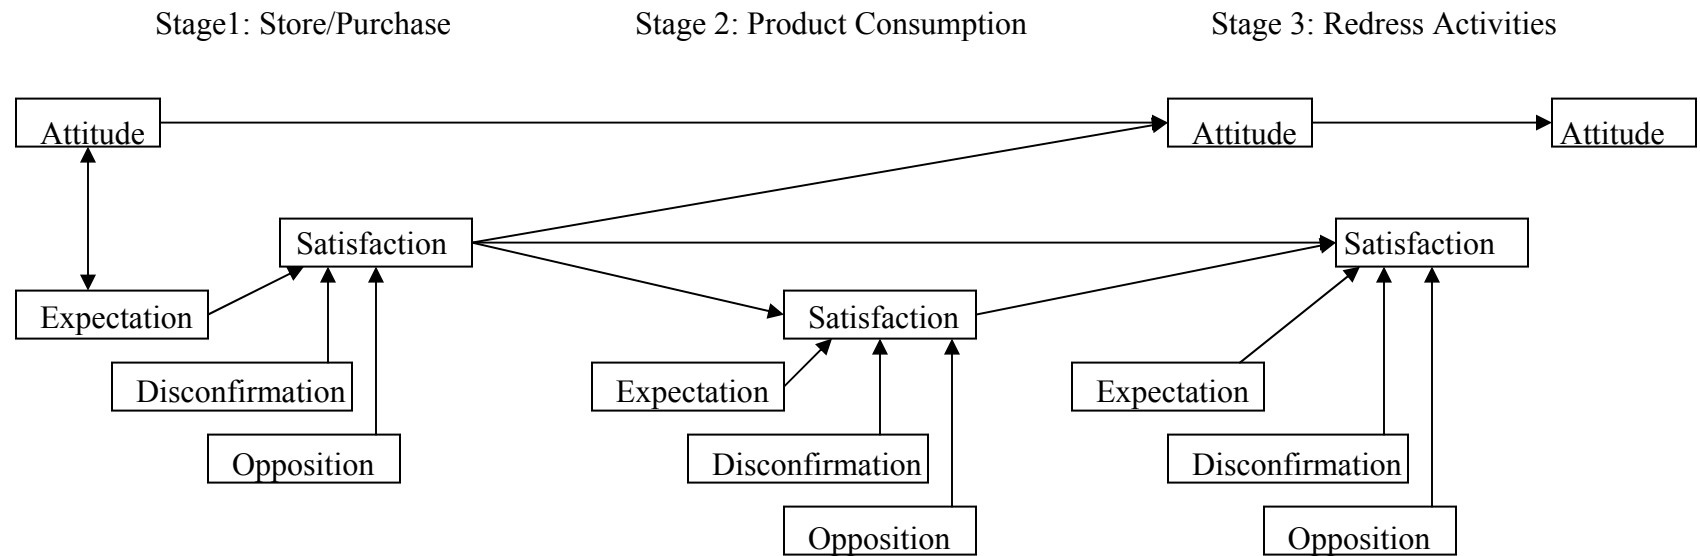 Stage1: Store/Purchase
Stage 2: Product Consumption
Stage 3: Redress Activities
Attitude
Attitude
Attitude
Satisfaction
Satisfaction
Expectation
Satisfaction
Disconfirmation
Expectation
Expectation
Opposition
Disconfirmation
Disconfirmation
Opposition
Opposition